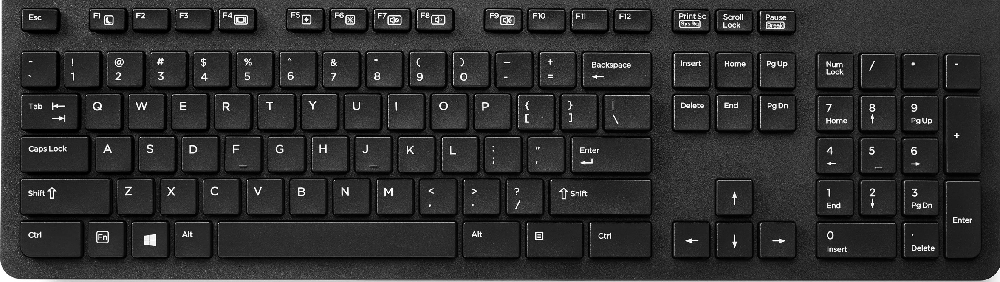 Esc F1 F2 F3 F4 F5 F6 F7 F8 F9 F10 F11 F12 Print Sc Scroll Pause
Sys Rq Lock Break
~ ! @ # $ % ^ & * ( ) — + Backspace Insert Home Pg Up Num / * -
` 1 2 3 4 5 6 7 8 9 0 - = ← Lock
Tab Q W E R T Y U I O P { } | Delete End Pg Dn 7 8 9
[ ] \ Home ↑ Pg Up
+
Caps Lock A S D F G H J K L : “ Enter 4 5 6
; ‘ ↵ ← →
Shift ⇧ Z X C V B N M < > ? ⇧ Shift ↑ 1 2 3
, . / End ↓ Pg Dn
Enter
Ctrl Fn Alt Alt Ctrl ← ↓ → 0 .
Insert Delete